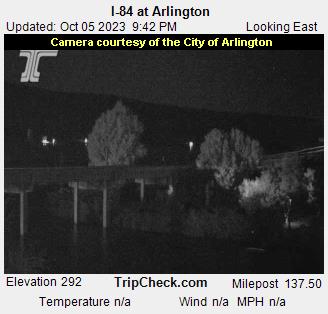 I-84 at Arlington
Updated: Oct 05 2023 9:42 PM Looking East
Camera courtesy of the City of Arlington
Elevation 292 TripCheck.com Milepost 137.50
Temperature n/a Wind n/a MPH n/a